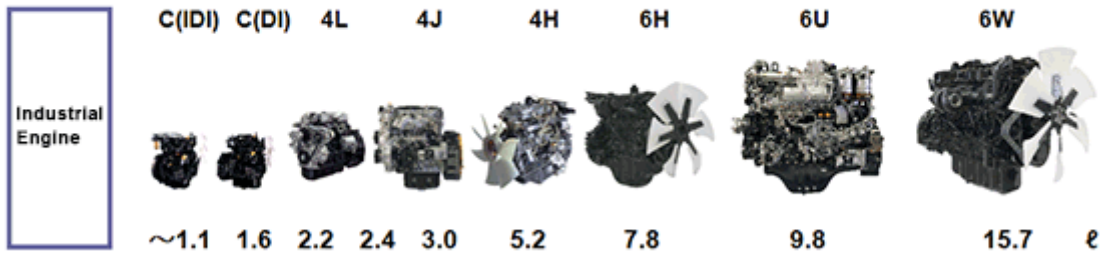 C(IDI) C(DI) 4L 4J 4H 6H 6U 6W
Industrial
Engine
～1.1 1.6 2.2 2.4 3.0 5.2 7.8 9.8 15.7 ℓ